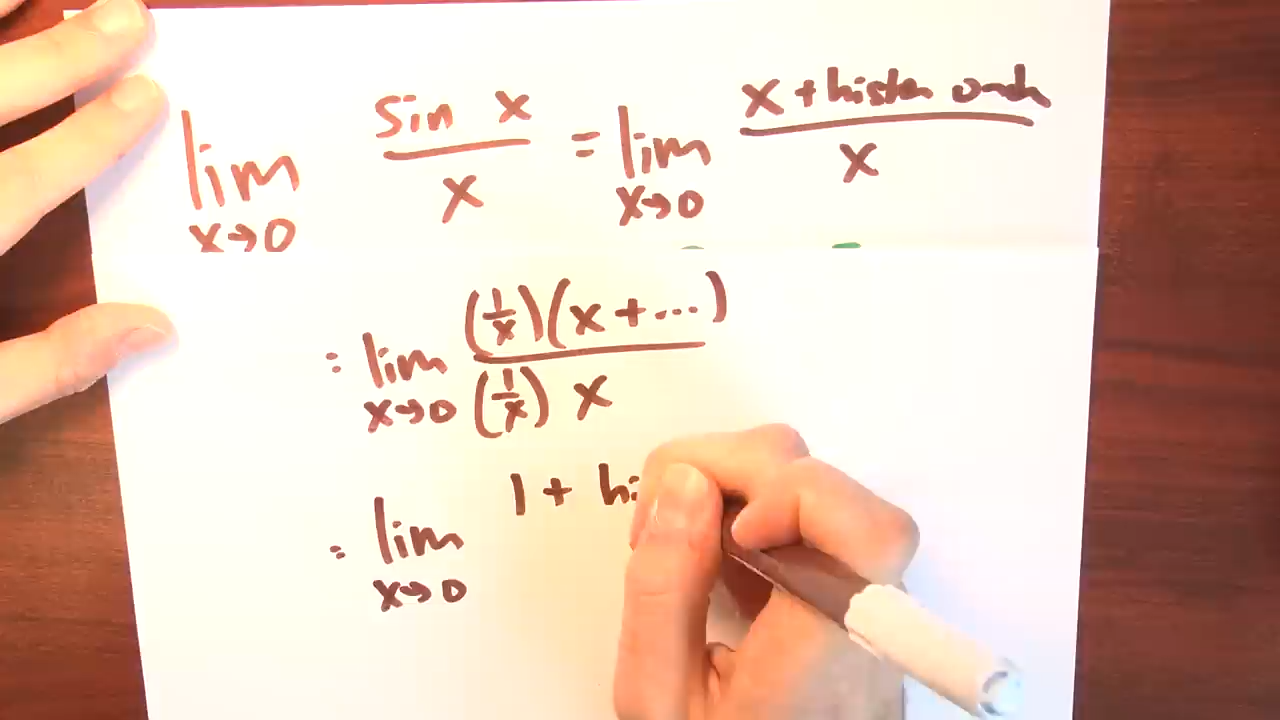 lim x→0 sin x / x = lim x→0 x + higher order / x
= lim x→0 (1/x)(x + ...) / (1/x) x
= lim x→0 1 + hi